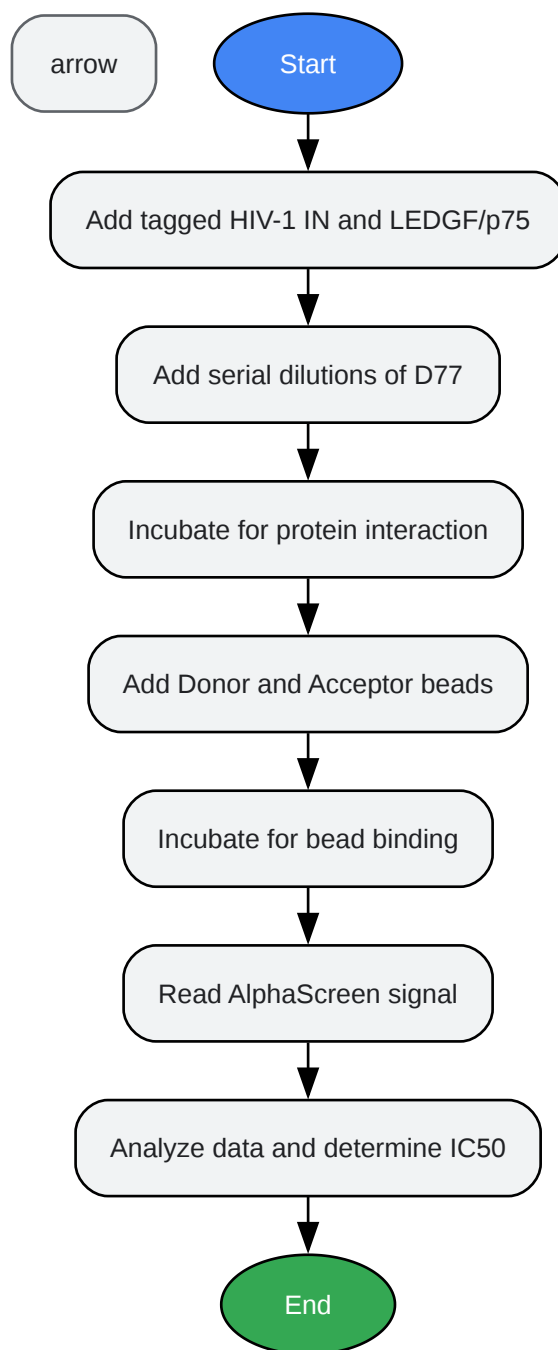 arrow
Start
Add tagged HIV-1 IN and LEDGF/p75
Add serial dilutions of D77
Incubate for protein interaction
Add Donor and Acceptor beads
Incubate for bead binding
Read AlphaScreen signal
Analyze data and determine IC50
End